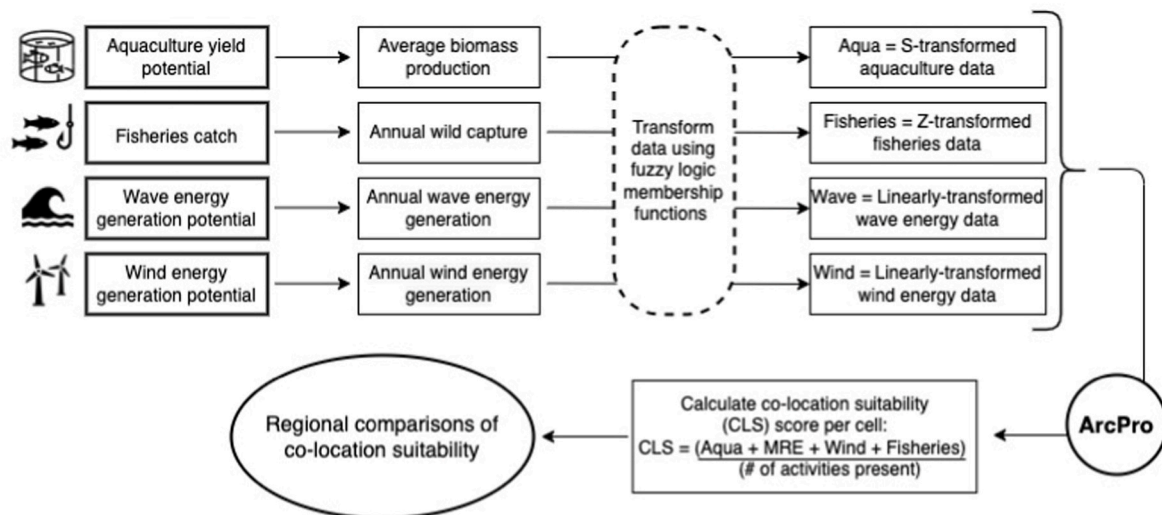 Aquaculture yield
potential
Average biomass
production
Aqua = S-transformed
aquaculture data
Fisheries catch
Annual wild capture
Transform
data using
fuzzy logic
membership
functions
Fisheries = Z-transformed
fisheries data
Wave energy
generation potential
Annual wave energy
generation
Wave = Linearly-transformed
wave energy data
Wind energy
generation potential
Annual wind energy
generation
Wind = Linearly-transformed
wind energy data
ArcPro
Calculate co-location suitability
(CLS) score per cell:
CLS = (Aqua + MRE + Wind + Fisheries)
(# of activities present)
Regional comparisons of
co-location suitability